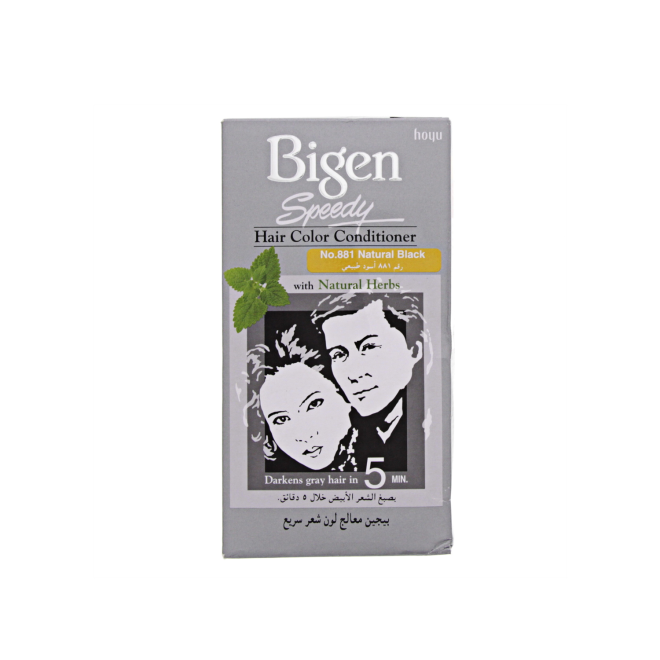 hoyu
Bigen
Speedy
Hair Color Conditioner
No.881 Natural Black
رقم ٨٨١ أسود طبيعي
with Natural Herbs
Darkens gray hair in 5 MIN.
يصبغ الشعر الأبيض خلال ٥ دقائق.
بيجين معالج لون شعر سريع